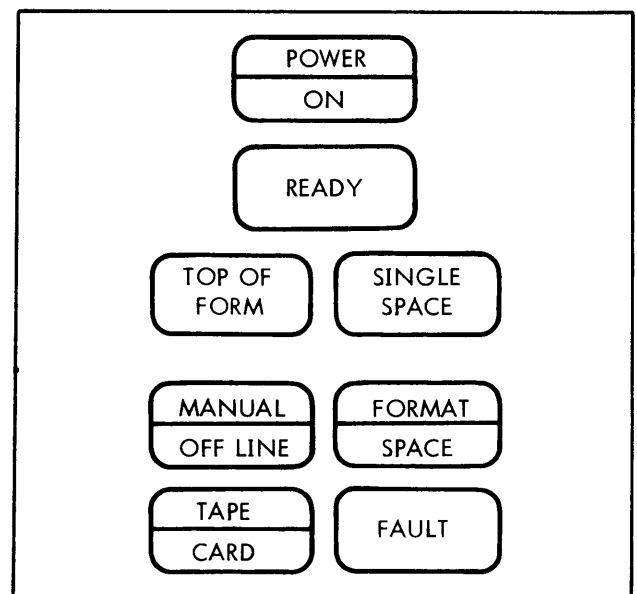 POWER
ON
READY
TOP OF
FORM
SINGLE
SPACE
MANUAL
OFF LINE
FORMAT
SPACE
TAPE
CARD
FAULT